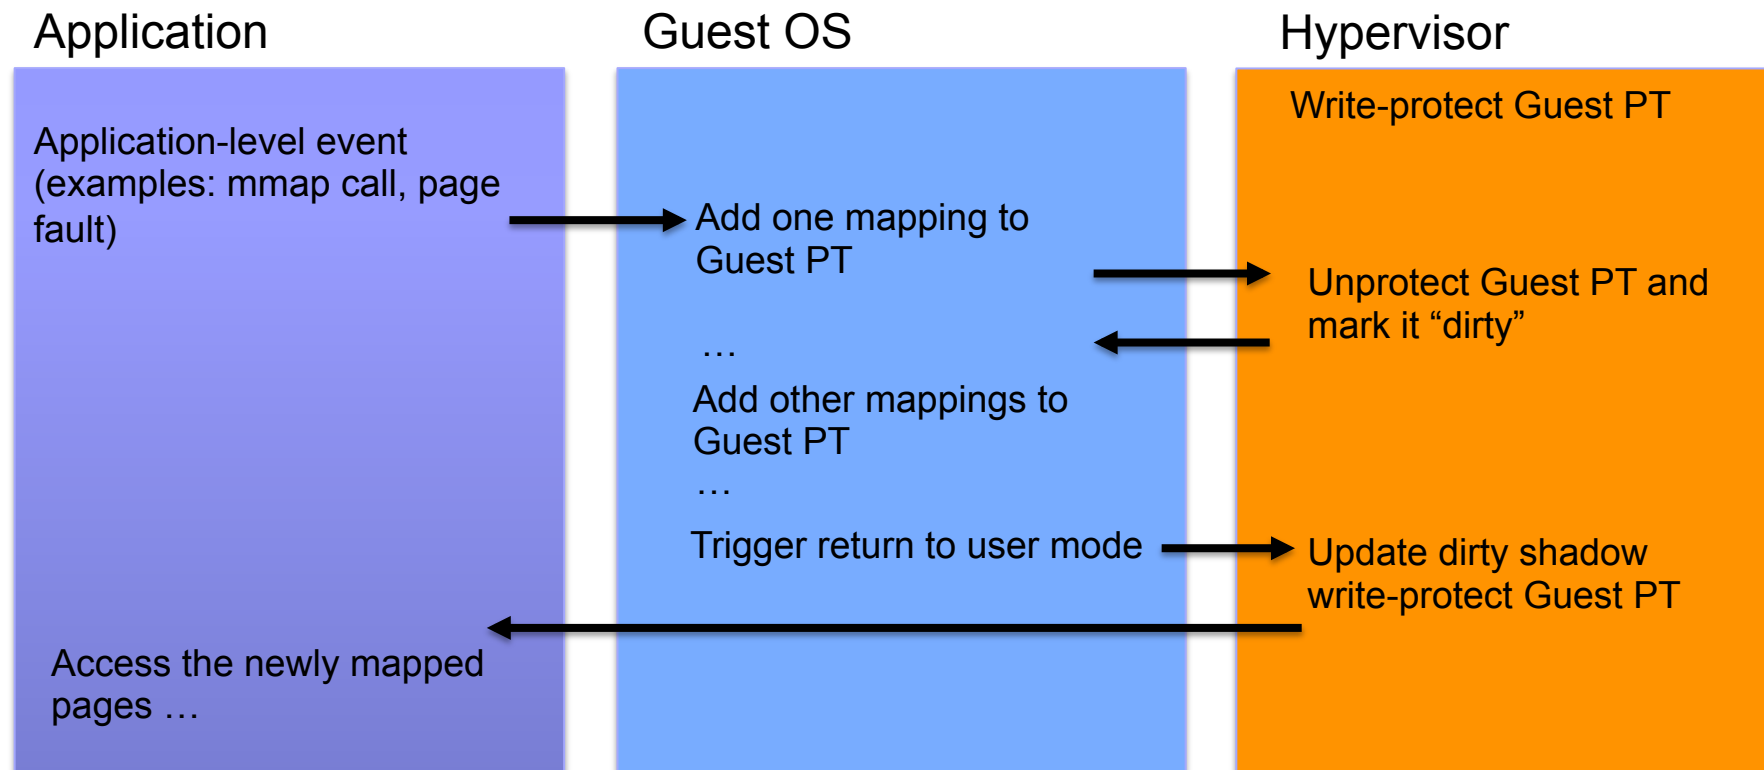 Application
Guest OS
Hypervisor
Write-protect Guest PT
Application-level event
(examples: mmap call, page
fault)
Add one mapping to
Guest PT
Unprotect Guest PT and
mark it “dirty”
…
Add other mappings to
Guest PT
…
Trigger return to user mode
Update dirty shadow
write-protect Guest PT
Access the newly mapped
pages …